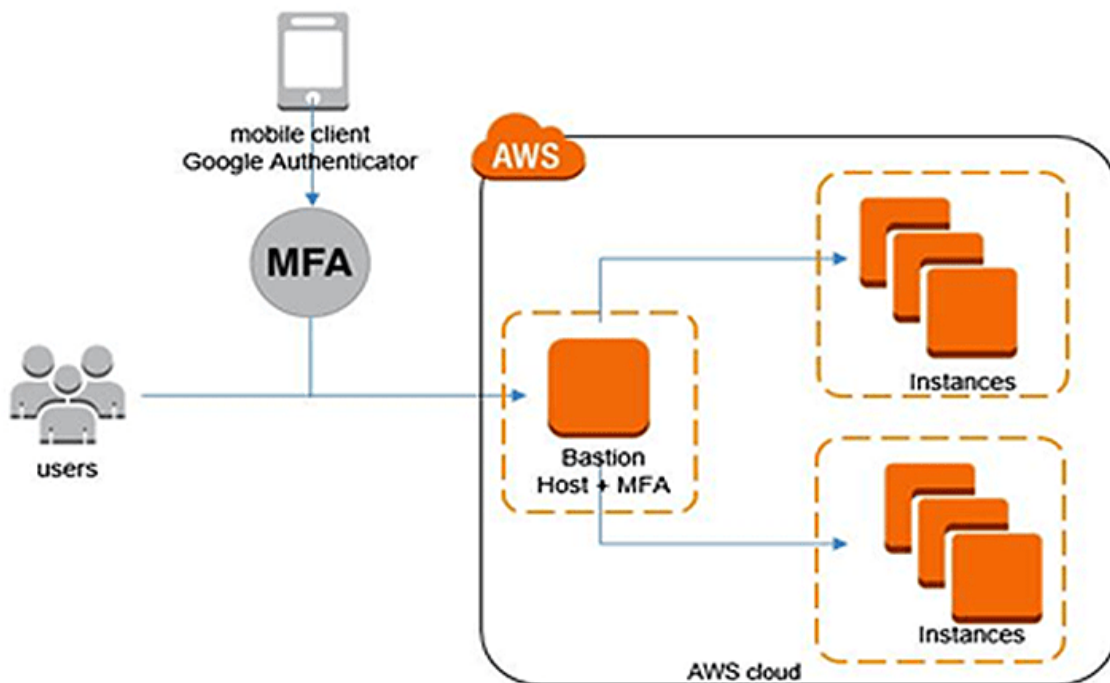 mobile client
Google Authenticator
AWS
MFA
Instances
Bastion
Host + MFA
users
Instances
AWS cloud